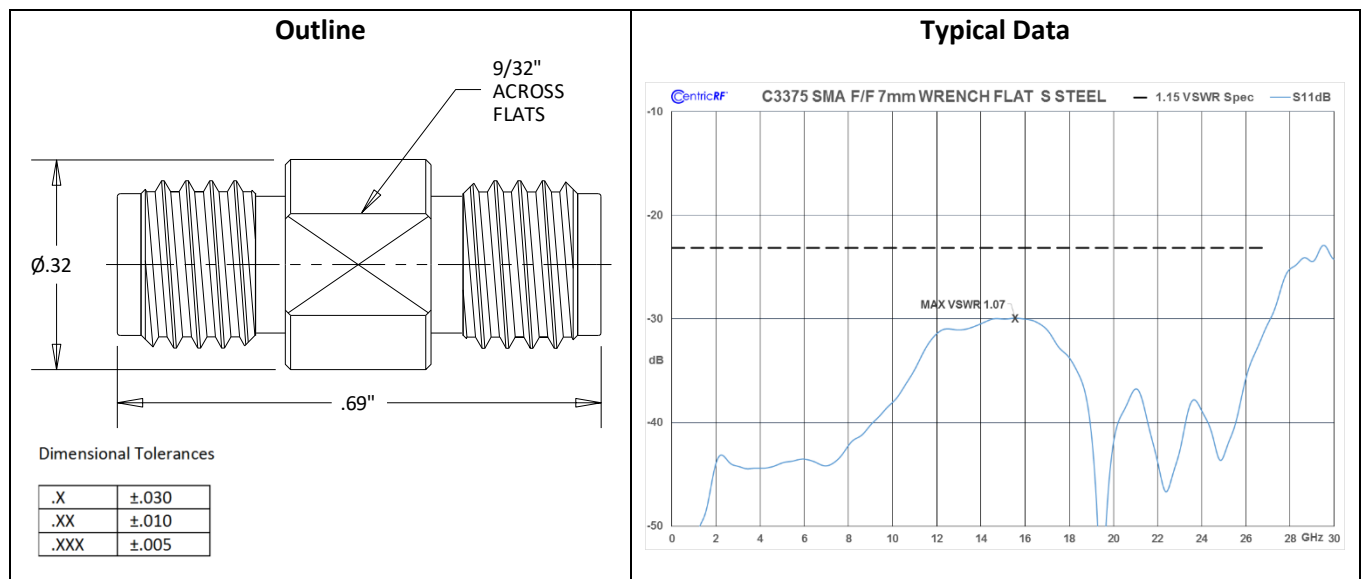 Outline
9/32"
ACROSS
FLATS
Ø.32
.69"
Dimensional Tolerances
.X ±.030
.XX ±.010
.XXX ±.005
Typical Data
CentricRF™ C3375 SMA F/F 7mm WRENCH FLAT S STEEL 1.15 VSWR Spec S11dB
-10
-20
MAX VSWR 1.07
-30
dB
-40
-50
0 2 4 6 8 10 12 14 16 18 20 22 24 26 28 GHz 30